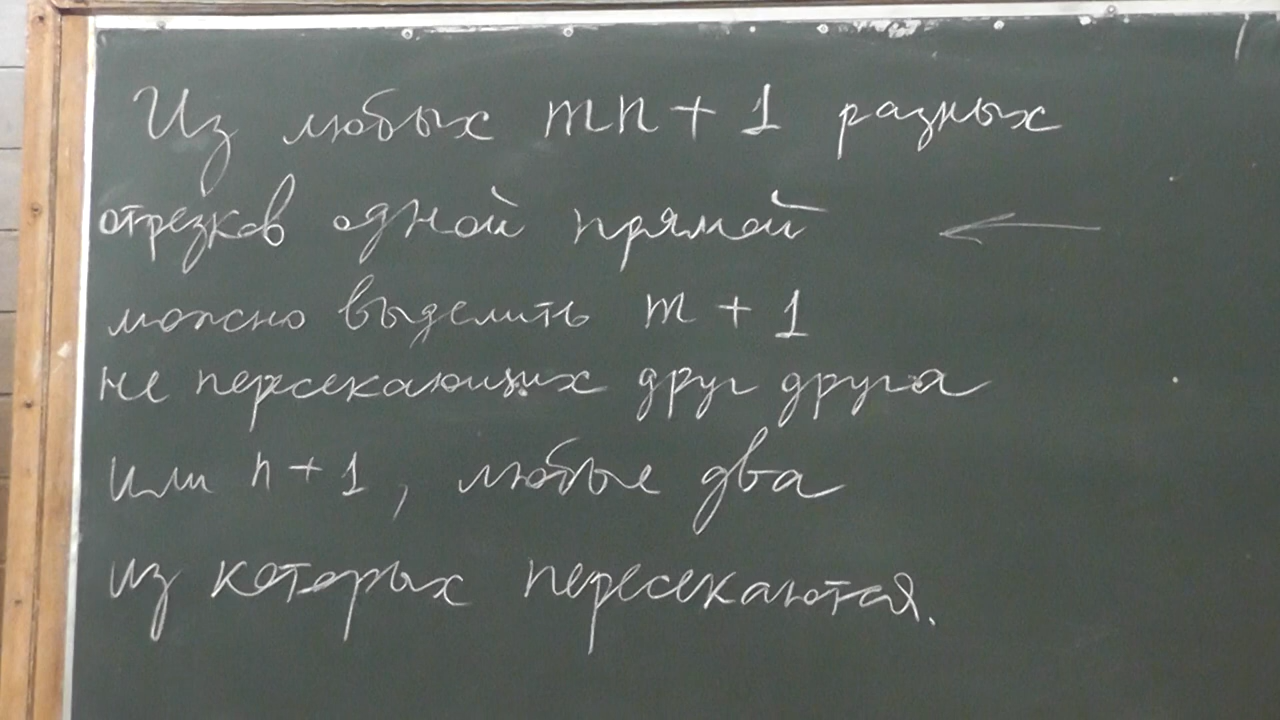 Из любых mn + 1 разных
отрезков одной прямой
можно выделить m + 1
не пересекающих друг друга
или n + 1, любые два
из которых пересекаются.